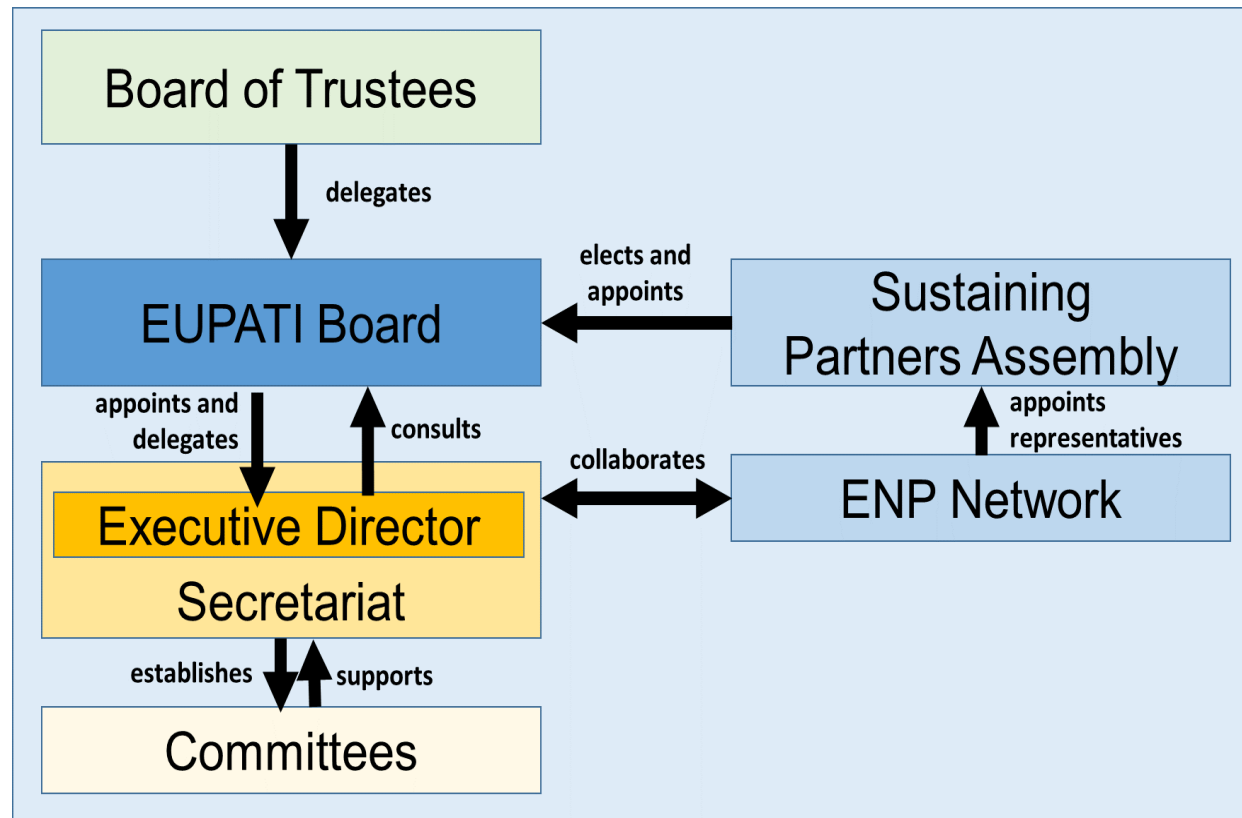 Board of Trustees
delegates
EUPATI Board
elects and
appoints
Sustaining
Partners Assembly
appoints and
delegates
consults
appoints
representatives
collaborates
Executive Director
Secretariat
ENP Network
establishes
supports
Committees